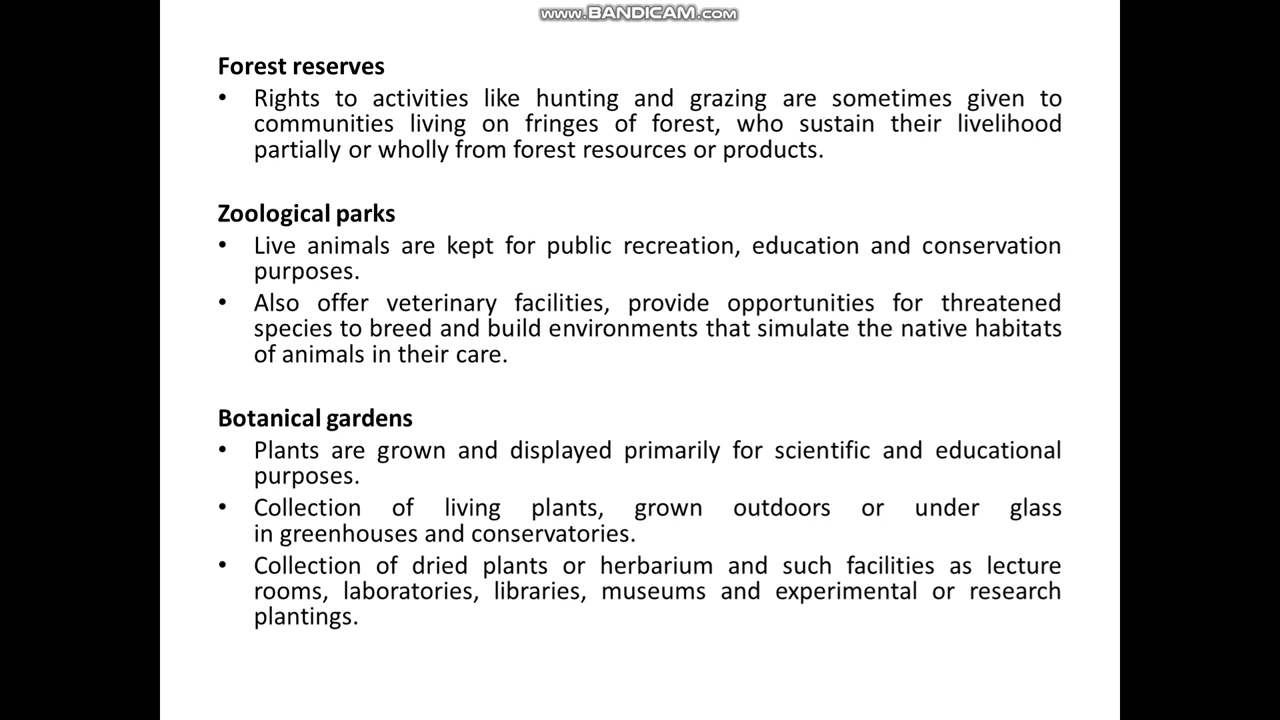 www.BANDICAM.com
Forest reserves
• Rights to activities like hunting and grazing are sometimes given to
communities living on fringes of forest, who sustain their livelihood
partially or wholly from forest resources or products.
Zoological parks
• Live animals are kept for public recreation, education and conservation
purposes.
• Also offer veterinary facilities, provide opportunities for threatened
species to breed and build environments that simulate the native habitats
of animals in their care.
Botanical gardens
• Plants are grown and displayed primarily for scientific and educational
purposes.
• Collection of living plants, grown outdoors or under glass
in greenhouses and conservatories.
• Collection of dried plants or herbarium and such facilities as lecture
rooms, laboratories, libraries, museums and experimental or research
plantings.